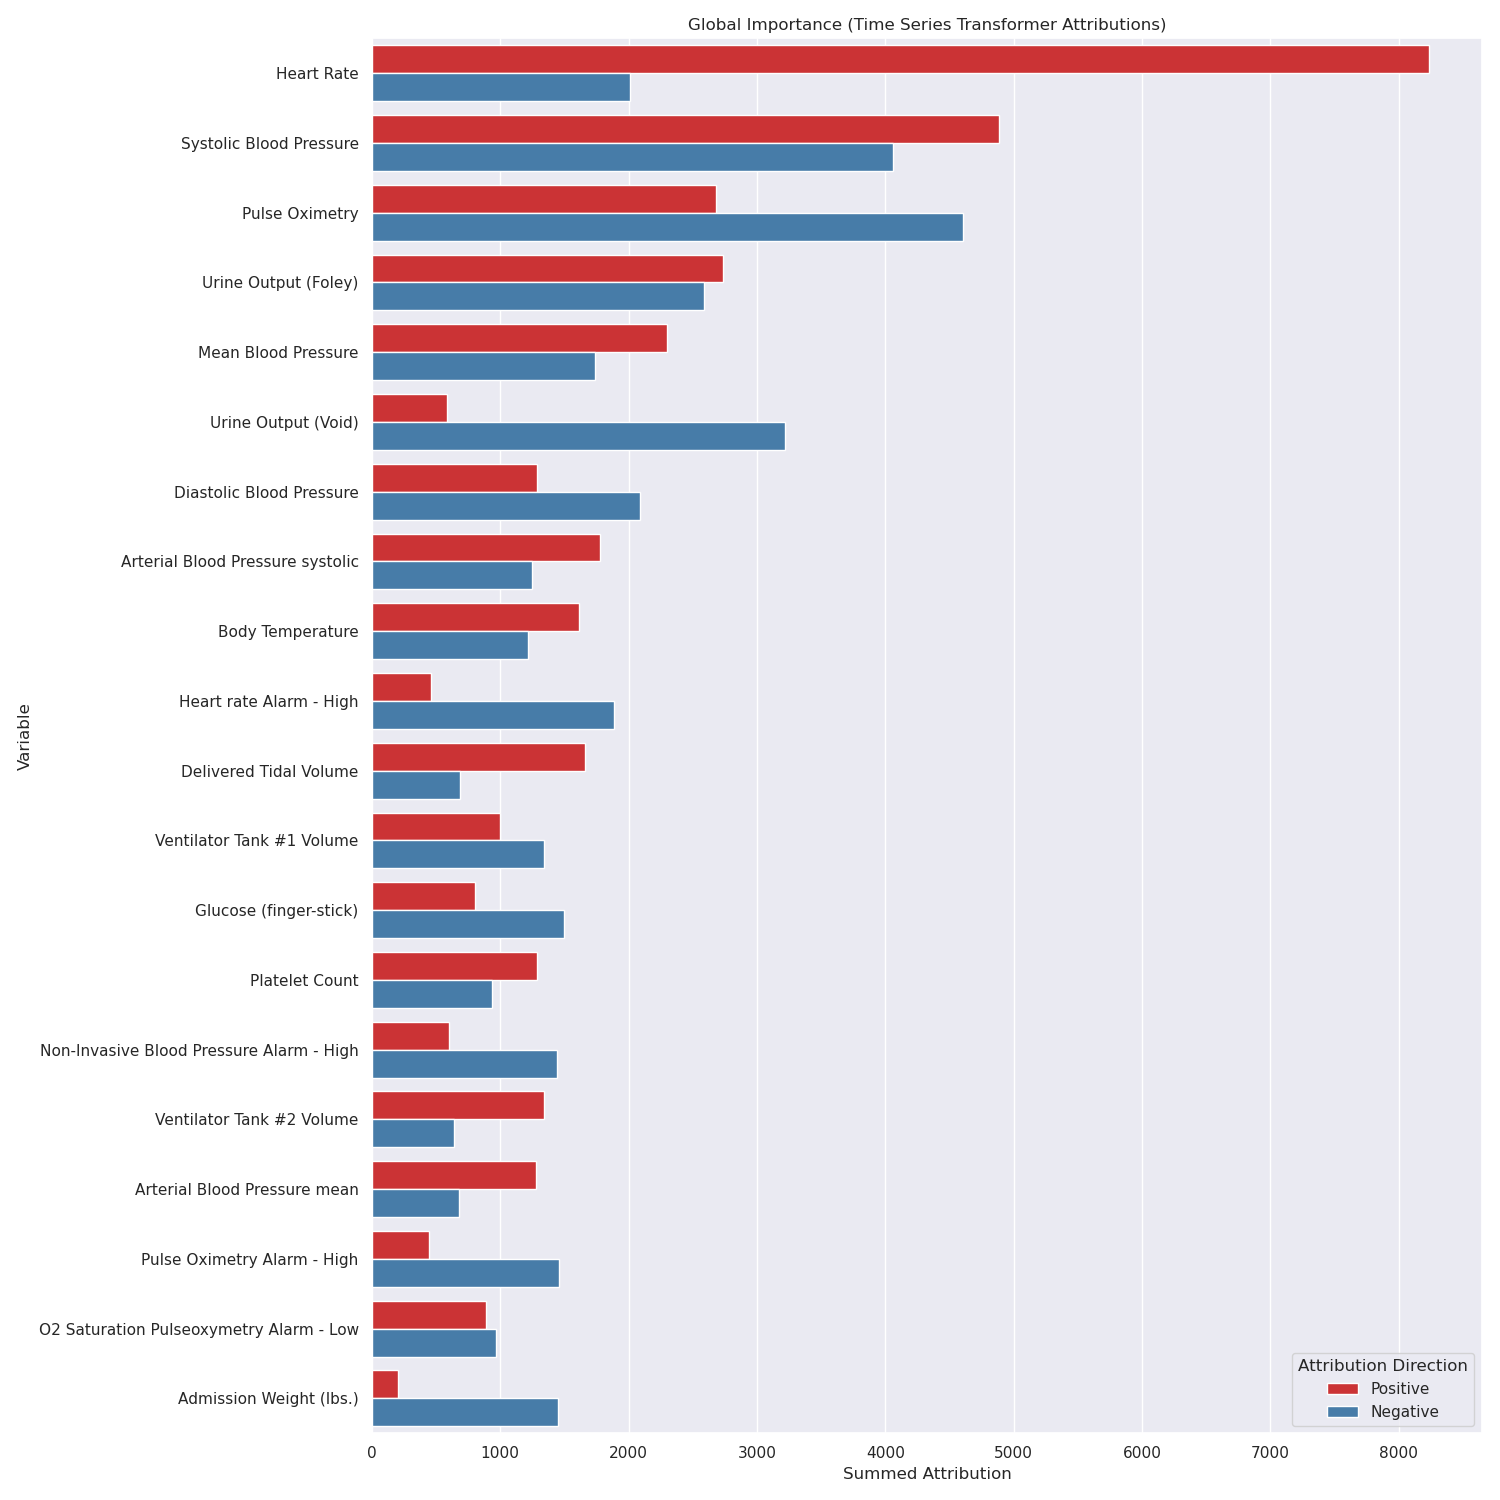 Global Importance (Time Series Transformer Attributions)
Heart Rate
Systolic Blood Pressure
Pulse Oximetry
Urine Output (Foley)
Mean Blood Pressure
Urine Output (Void)
Diastolic Blood Pressure
Arterial Blood Pressure systolic
Body Temperature
Heart rate Alarm - High
Delivered Tidal Volume
Ventilator Tank #1 Volume
Glucose (finger-stick)
Platelet Count
Non-Invasive Blood Pressure Alarm - High
Ventilator Tank #2 Volume
Arterial Blood Pressure mean
Pulse Oximetry Alarm - High
O2 Saturation Pulseoxymetry Alarm - Low
Admission Weight (lbs.)
Variable
0 1000 2000 3000 4000 5000 6000 7000 8000
Summed Attribution
Attribution Direction
Positive
Negative